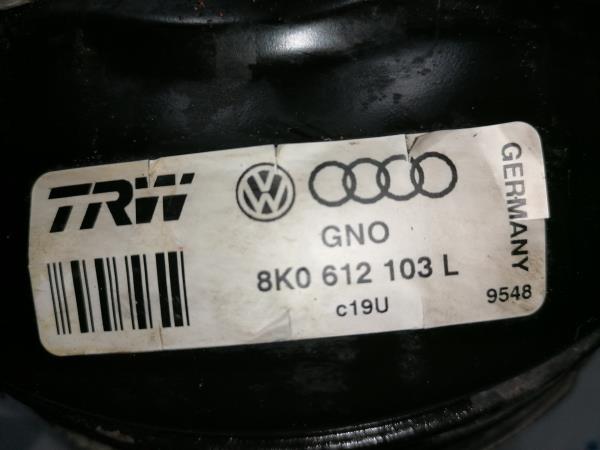 TRW
GNO
8K0 612 103 L
c19U
GERMANY
9548